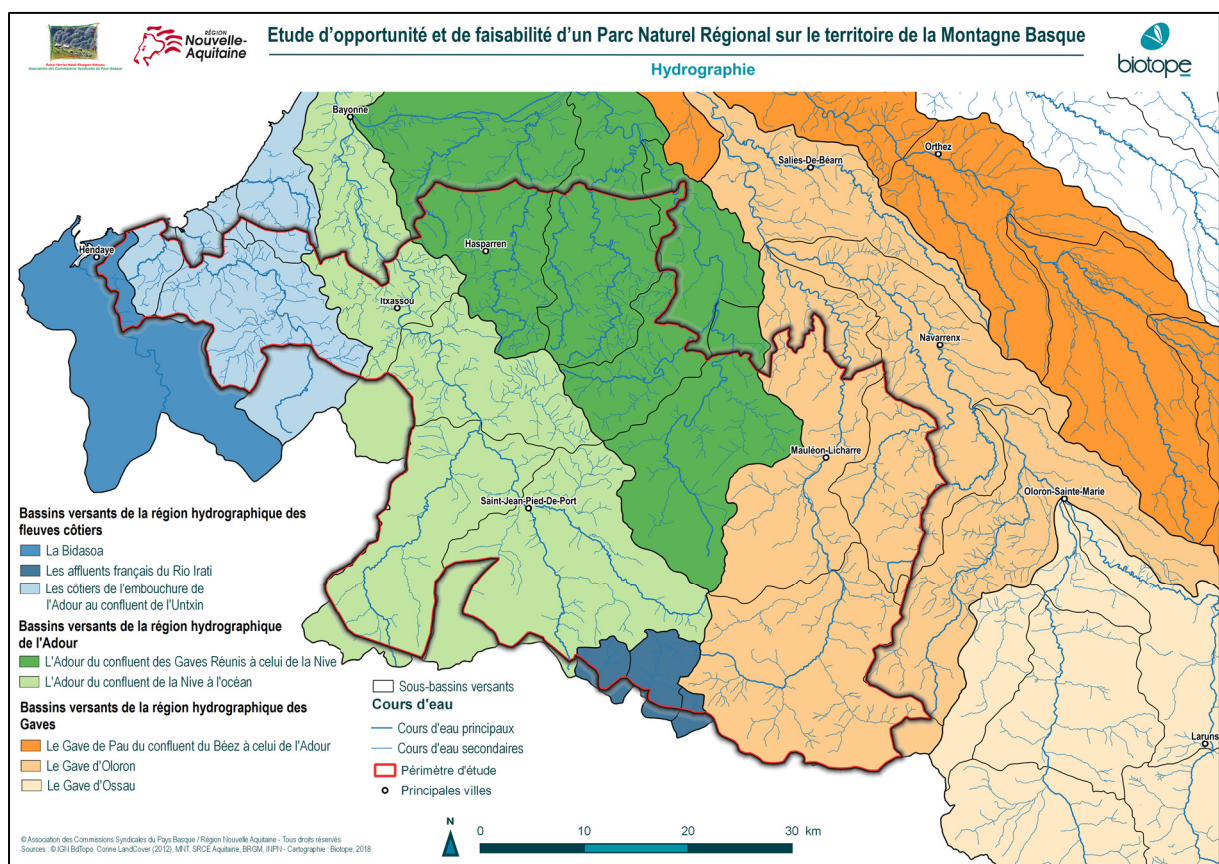 Etude d'opportunité et de faisabilité d'un Parc Naturel Régional sur le territoire de la Montagne Basque
Hydrographie
Association des Commissions Syndicales du Pays Basque
RÉGION
Nouvelle-
Aquitaine
biotope
Bayonne
Orthez
Salies-De-Béarn
Hendaye
Hasparren
Itxassou
Navarrenx
Mauléon-Licharre
Saint-Jean-Pied-De-Port
Oloron-Sainte-Marie
Laruns
Bassins versants de la région hydrographique des
fleuves côtiers
La Bidasoa
Les affluents français du Rio Irati
Les côtiers de l'embouche de
l'Adour au confluent de l'Untxin
Bassins versants de la région hydrographique
de l'Adour
L'Adour du confluent des Gaves Réunis à celui de la Nive
L'Adour du confluent de la Nive à l'océan
Bassins versants de la région hydrographique des
Gaves
Le Gave de Pau du confluent du Béez à celui de l'Adour
Le Gave d'Oloron
Le Gave d'Ossau
Sous-bassins versants
Cours d'eau
Cours d'eau principaux
Cours d'eau secondaires
Périmètre d'étude
Principales villes
N
0 10 20 30 km
© Association des Commissions Syndicales du Pays Basque / Région Nouvelle Aquitaine - Tous droits réservés
Sources : © IGN BdTopo, Corine LandCover (2012), MNT, SRCE Aquitaine, BRGM, INPN - Cartographie : Biotope, 2018